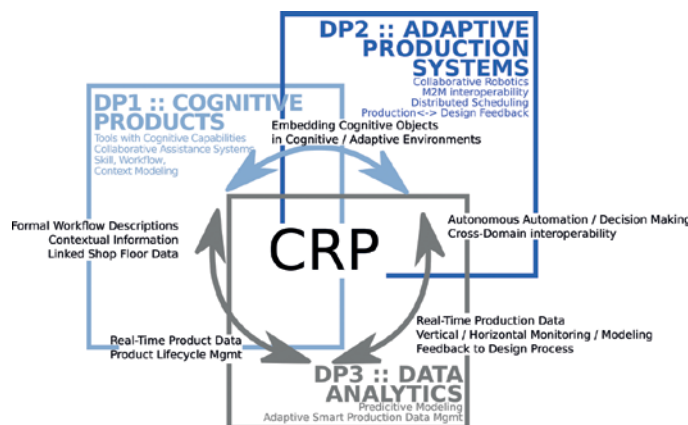 DP2 :: ADAPTIVE
PRODUCTION
SYSTEMS
Collaborative Robotics
M2M interoperability
Distributed Scheduling
Production<-> Design Feedback
DP1 :: COGNITIVE
PRODUCTS
Tools with Cognitive Capabilities
Collaborative Assistance Systems
Skill, Workflow,
Context Modeling
Embedding Cognitive Objects
in Cognitive / Adaptive Environments
Formal Workflow Descriptions
Contextual Information
Linked Shop Floor Data
CRP
Autonomous Automation / Decision Making
Cross-Domain interoperability
Real-Time Product Data
Product Lifecycle Mgmt
Real-Time Production Data
Vertical / Horizontal Monitoring / Modeling
Feedback to Design Process
DP3 :: DATA
ANALYTICS
Predicitive Modeling
Adaptive Smart Production Data Mgmt